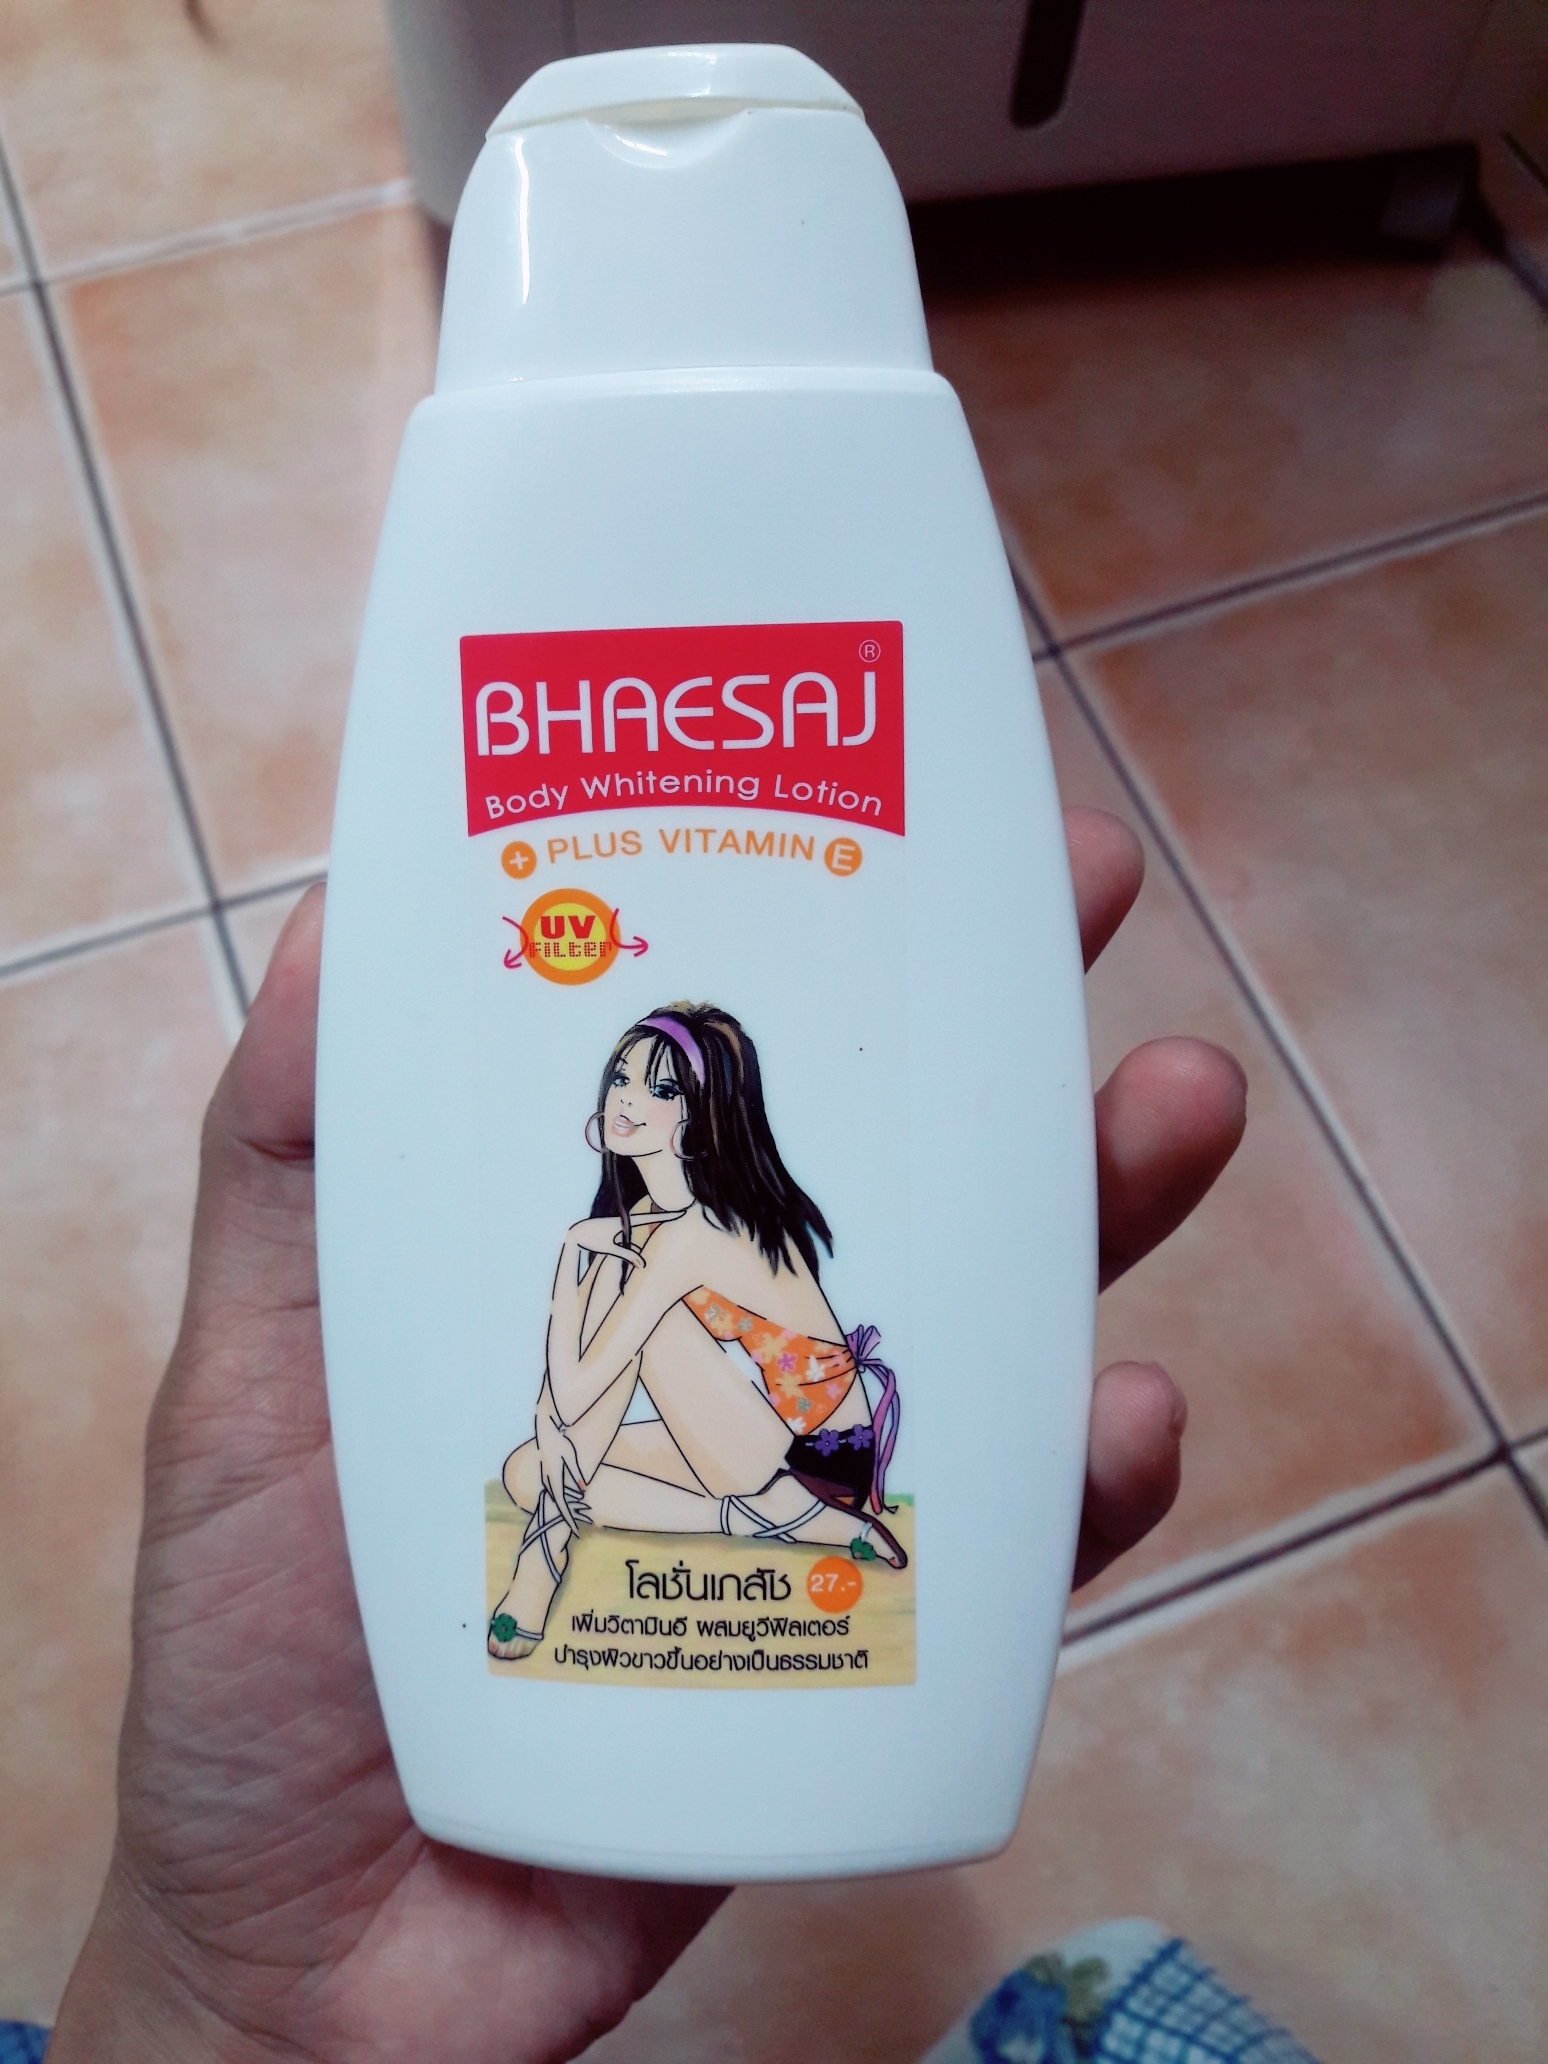 BHAESAJ®
Body Whitening Lotion
+ PLUS VITAMIN E
UV
FILter
โลชั่นเภสัช 27.-
เพิ่มวิตามินอี ผสมยูวีฟิลเตอร์
บำรุงผิวขาวขึ้นอย่างเป็นธรรมชาติ